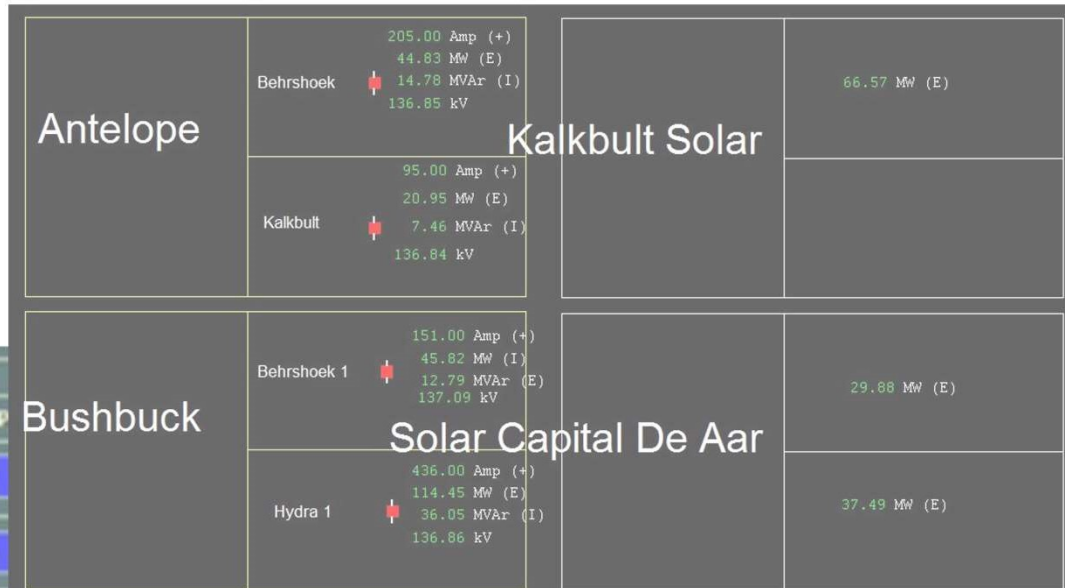 Antelope
Behrshoek
205.00 Amp (+)
44.83 MW (E)
14.78 MVAr (I)
136.85 kV
Kalkbult
95.00 Amp (+)
20.95 MW (E)
7.46 MVAr (I)
136.84 kV
Kalkbult Solar
66.57 MW (E)
Bushbuck
Behrshoek 1
151.00 Amp (+)
45.82 MW (I)
12.79 MVAr (E)
137.09 kV
Hydra 1
436.00 Amp (+)
114.45 MW (E)
36.05 MVAr (I)
136.86 kV
Solar Capital De Aar
29.88 MW (E)
37.49 MW (E)